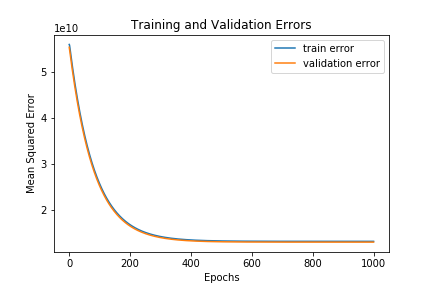 Training and Validation Errors
1e10
train error
validation error
5
4
3
2
Mean Squared Error
0
200
400
600
800
1000
Epochs